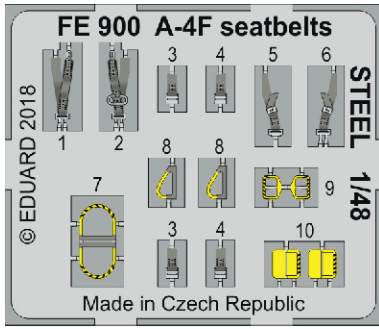 FE 900 A-4F seatbelts
3 4 5 6
1 2
© EDUARD 2018
STEEL 1/48
8 8
7
9
3 4
10
Made in Czech Republic